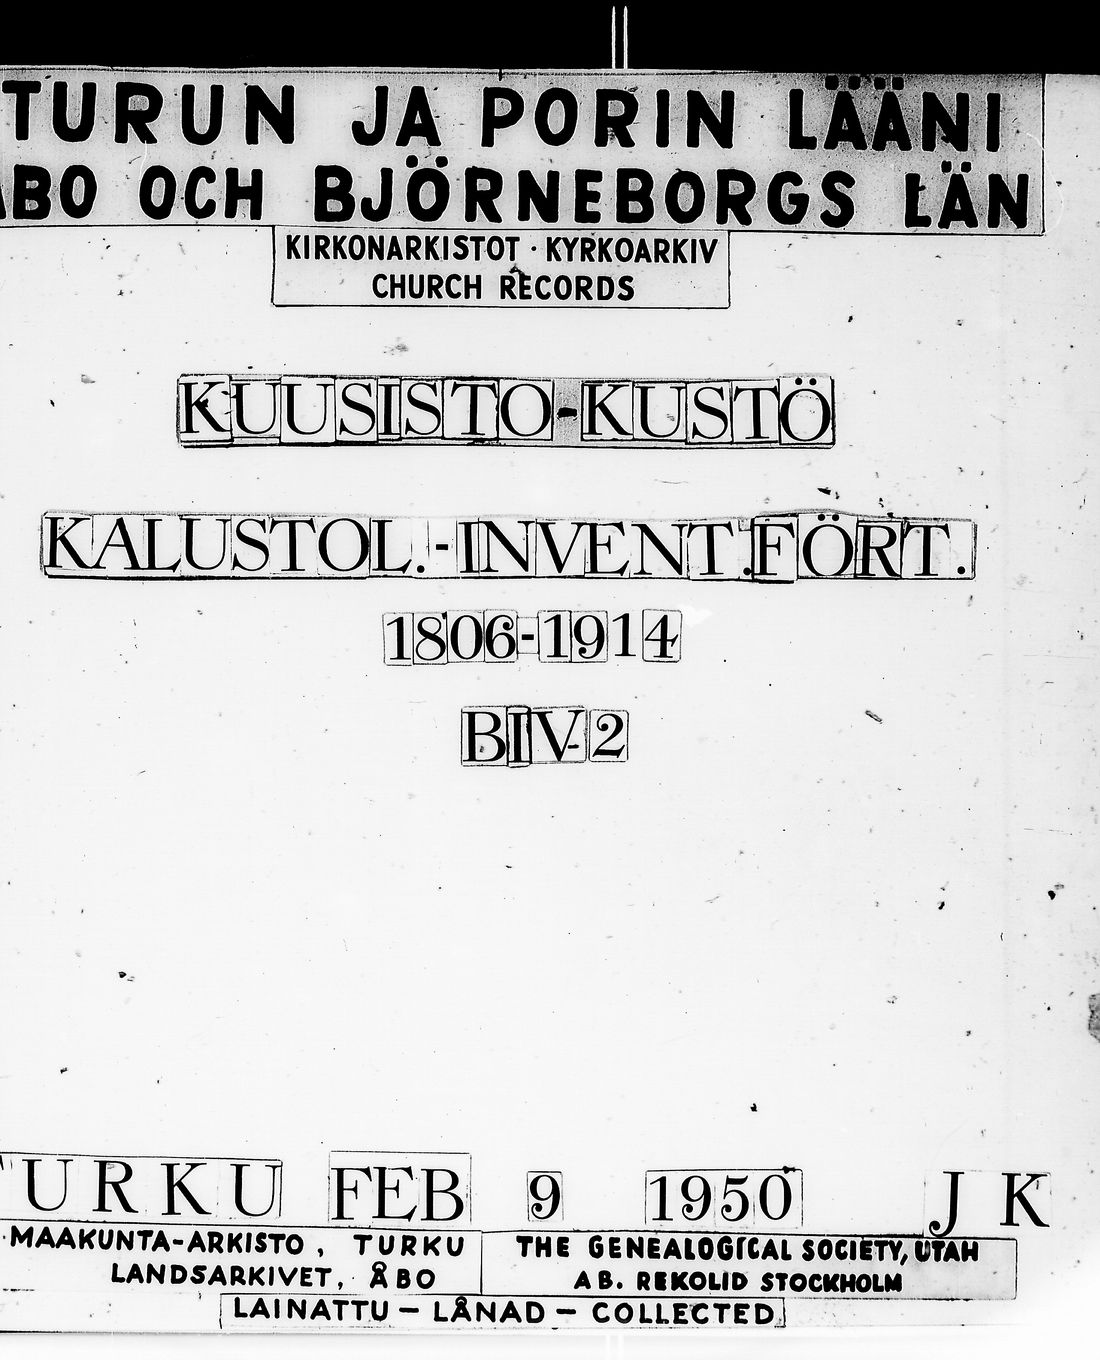 TURUN JA PORIN LÄÄNI
ÅBO OCH BJÖRNEBORGS LÄN
KIRKONARKISTOT · KYRKOARKIV
CHURCH RECORDS
KUUSISTO-KUSTÖ
KALUSTOL.-INVENT.FÖRT.
1806-1914
BIV-2
TURKU FEB 9 1950 J K
MAAKUNTA-ARKISTO, TURKU
LANDSARKIVET, ÅBO
THE GENEALOGICAL SOCIETY, UTAH
AB. REKOLID STOCKHOLM
LAINATTU – LÅNAD – COLLECTED